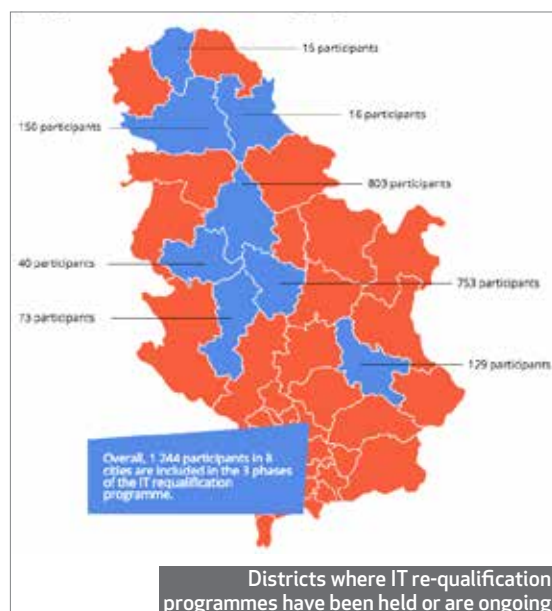 15 participants
150 participants
16 participants
803 participants
40 participants
753 participants
73 participants
129 participants
Overall, 1 244 participants in 8
cities are included in the 3 phases
of the IT requalification
programme.
Districts where IT re-qualification
programmes have been held or are ongoing